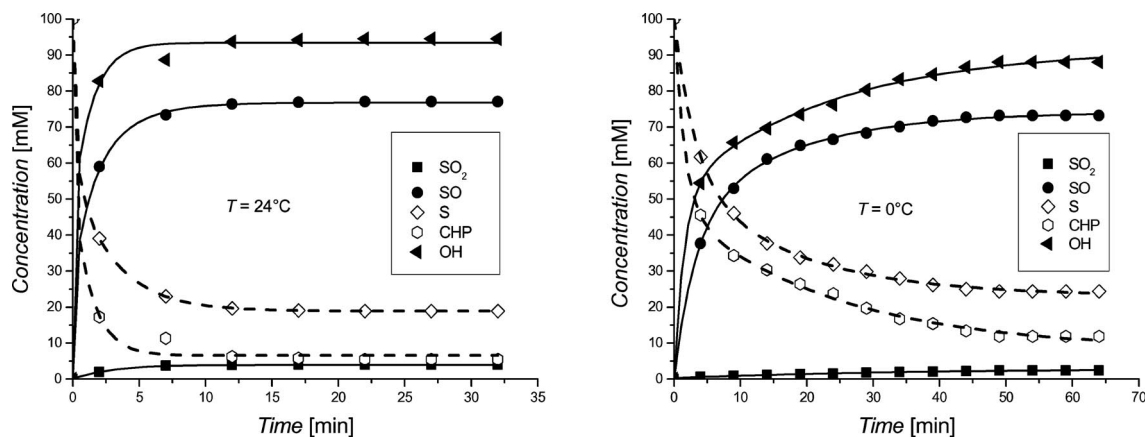 100
90
80
70
60
50
40
30
20
10
0
Concentration [mM]
0 5 10 15 20 25 30 35
Time [min]
T = 24°C
SO₂
SO
S
CHP
OH
100
90
80
70
60
50
40
30
20
10
0
Concentration [mM]
0 10 20 30 40 50 60 70
Time [min]
T = 0°C
SO₂
SO
S
CHP
OH